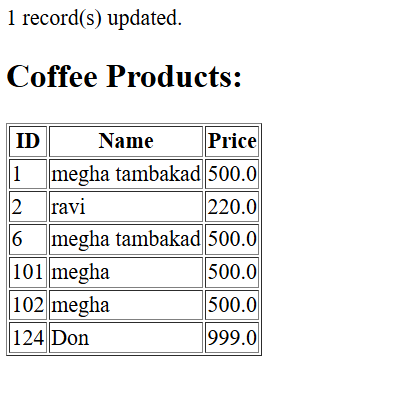 1 record(s) updated.
Coffee Products:
ID Name Price
1 megha tambakad 500.0
2 ravi 220.0
6 megha tambakad 500.0
101 megha 500.0
102 megha 500.0
124 Don 999.0